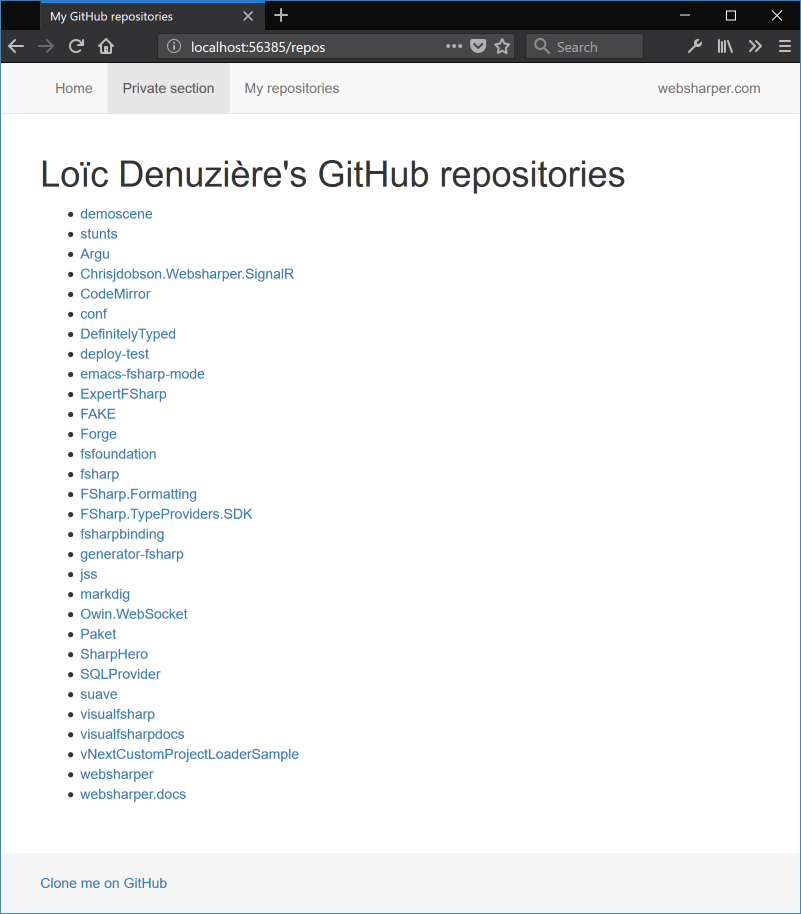 My GitHub repositories
localhost:56385/repos
Search
Home Private section My repositories websharper.com
Loïc Denuzière's GitHub repositories
demoscene
stunts
Argu
Chrisjdobson.Websharper.SignalR
CodeMirror
conf
DefinitelyTyped
deploy-test
emacs-fsharp-mode
ExpertFSharp
FAKE
Forge
fsfoundation
fsharp
FSharp.Formatting
FSharp.TypeProviders.SDK
fsharpbinding
generator-fsharp
jss
markdig
Owin.WebSocket
Paket
SharpHero
SQLProvider
suave
visualfsharp
visualfsharpdocs
vNextCustomProjectLoaderSample
websharper
websharper.docs
Clone me on GitHub